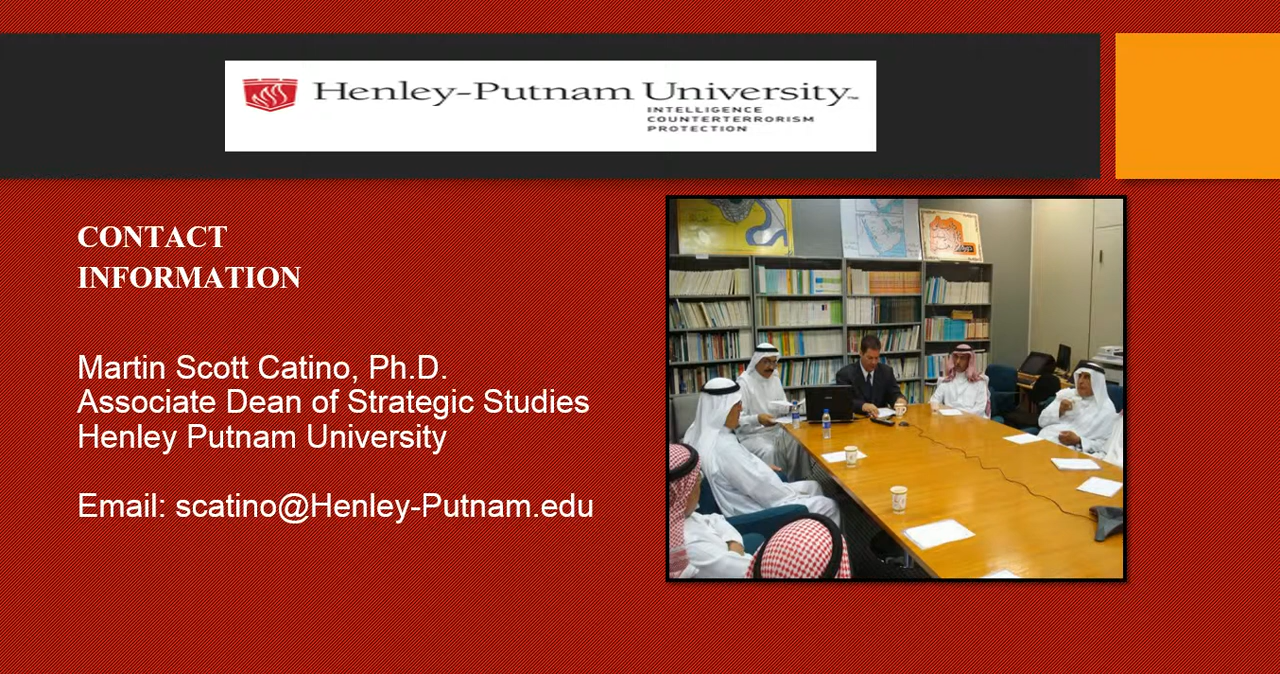 Henley-Putnam University™
INTELLIGENCE
COUNTERTERRORISM
PROTECTION
CONTACT
INFORMATION
Martin Scott Catino, Ph.D.
Associate Dean of Strategic Studies
Henley Putnam University
Email: scatino@Henley-Putnam.edu